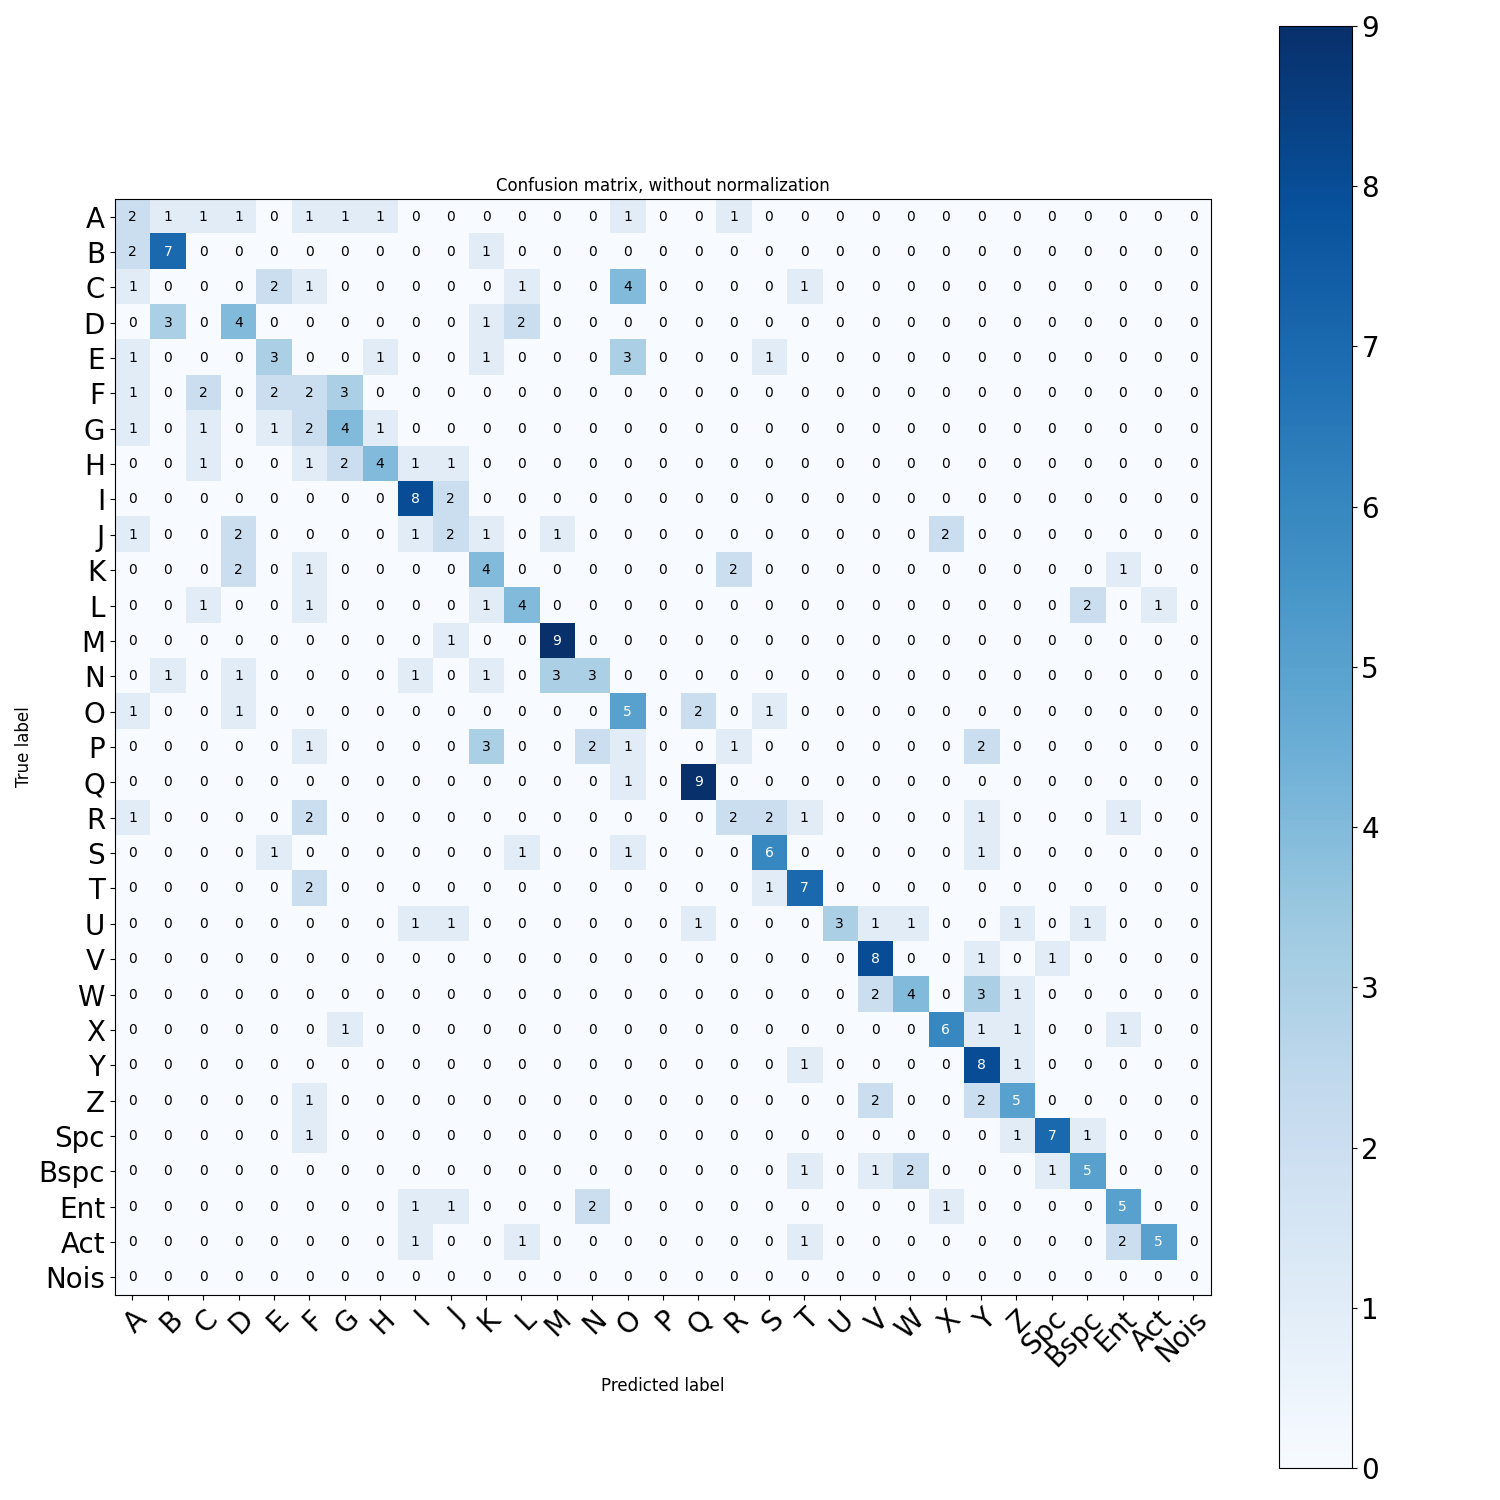 Confusion matrix, without normalization
A 2 1 1 1 0 1 1 1 0 0 0 0 0 0 1 0 0 1 0 0 0 0 0 0 0 0 0 0 0 0 0
B 2 7 0 0 0 0 0 0 0 0 1 0 0 0 0 0 0 0 0 0 0 0 0 0 0 0 0 0 0 0 0
C 1 0 0 0 2 1 0 0 0 0 0 1 0 0 4 0 0 0 0 1 0 0 0 0 0 0 0 0 0 0 0
D 0 3 0 4 0 0 0 0 0 0 1 2 0 0 0 0 0 0 0 0 0 0 0 0 0 0 0 0 0 0 0
E 1 0 0 0 3 0 0 1 0 0 1 0 0 0 3 0 0 0 1 0 0 0 0 0 0 0 0 0 0 0 0
F 1 0 2 0 2 2 3 0 0 0 0 0 0 0 0 0 0 0 0 0 0 0 0 0 0 0 0 0 0 0 0
G 1 0 1 0 1 2 4 1 0 0 0 0 0 0 0 0 0 0 0 0 0 0 0 0 0 0 0 0 0 0 0
H 0 0 1 0 0 1 2 4 1 1 0 0 0 0 0 0 0 0 0 0 0 0 0 0 0 0 0 0 0 0 0
I 0 0 0 0 0 0 0 0 8 2 0 0 0 0 0 0 0 0 0 0 0 0 0 0 0 0 0 0 0 0 0
J 1 0 0 2 0 0 0 0 1 2 1 0 1 0 0 0 0 0 0 0 0 0 0 2 0 0 0 0 0 0 0
K 0 0 0 2 0 1 0 0 0 0 4 0 0 0 0 0 0 2 0 0 0 0 0 0 0 0 0 0 1 0 0
L 0 0 1 0 0 1 0 0 0 0 1 4 0 0 0 0 0 0 0 0 0 0 0 0 0 0 0 2 0 1 0
M 0 0 0 0 0 0 0 0 0 1 0 0 9 0 0 0 0 0 0 0 0 0 0 0 0 0 0 0 0 0 0
N 0 1 0 1 0 0 0 0 1 0 1 0 3 3 0 0 0 0 0 0 0 0 0 0 0 0 0 0 0 0 0
O 1 0 0 1 0 0 0 0 0 0 0 0 0 0 5 0 2 0 1 0 0 0 0 0 0 0 0 0 0 0 0
P 0 0 0 0 0 1 0 0 0 0 3 0 0 2 1 0 0 1 0 0 0 0 0 0 2 0 0 0 0 0 0
Q 0 0 0 0 0 0 0 0 0 0 0 0 0 0 1 0 9 0 0 0 0 0 0 0 0 0 0 0 0 0 0
R 1 0 0 0 0 2 0 0 0 0 0 0 0 0 0 0 0 2 2 1 0 0 0 0 1 0 0 0 1 0 0
S 0 0 0 0 1 0 0 0 0 0 0 1 0 0 1 0 0 0 6 0 0 0 0 0 1 0 0 0 0 0 0
T 0 0 0 0 0 2 0 0 0 0 0 0 0 0 0 0 0 0 1 7 0 0 0 0 0 0 0 0 0 0 0
U 0 0 0 0 0 0 0 0 1 1 0 0 0 0 0 0 1 0 0 0 3 1 1 0 0 1 0 1 0 0 0
V 0 0 0 0 0 0 0 0 0 0 0 0 0 0 0 0 0 0 0 0 0 8 0 0 1 0 1 0 0 0 0
W 0 0 0 0 0 0 0 0 0 0 0 0 0 0 0 0 0 0 0 0 0 2 4 0 3 1 0 0 0 0 0
X 0 0 0 0 0 0 1 0 0 0 0 0 0 0 0 0 0 0 0 0 0 0 0 6 1 1 0 0 1 0 0
Y 0 0 0 0 0 0 0 0 0 0 0 0 0 0 0 0 0 0 0 1 0 0 0 0 8 1 0 0 0 0 0
Z 0 0 0 0 0 1 0 0 0 0 0 0 0 0 0 0 0 0 0 0 0 2 0 0 2 5 0 0 0 0 0
Spc 0 0 0 0 0 1 0 0 0 0 0 0 0 0 0 0 0 0 0 0 0 0 0 0 0 1 7 1 0 0 0
Bspc 0 0 0 0 0 0 0 0 0 0 0 0 0 0 0 0 0 0 0 1 0 1 2 0 0 0 1 5 0 0 0
Ent 0 0 0 0 0 0 0 0 1 1 0 0 0 2 0 0 0 0 0 0 0 0 0 1 0 0 0 0 5 0 0
Act 0 0 0 0 0 0 0 0 1 0 0 1 0 0 0 0 0 0 0 1 0 0 0 0 0 0 0 0 2 5 0
Nois 0 0 0 0 0 0 0 0 0 0 0 0 0 0 0 0 0 0 0 0 0 0 0 0 0 0 0 0 0 0 0
A B C D E F G H I J K L M N O P Q R S T U V W X Y Z Spc Bspc Ent Act Nois
Predicted label
True label
9
8
7
6
5
4
3
2
1
0